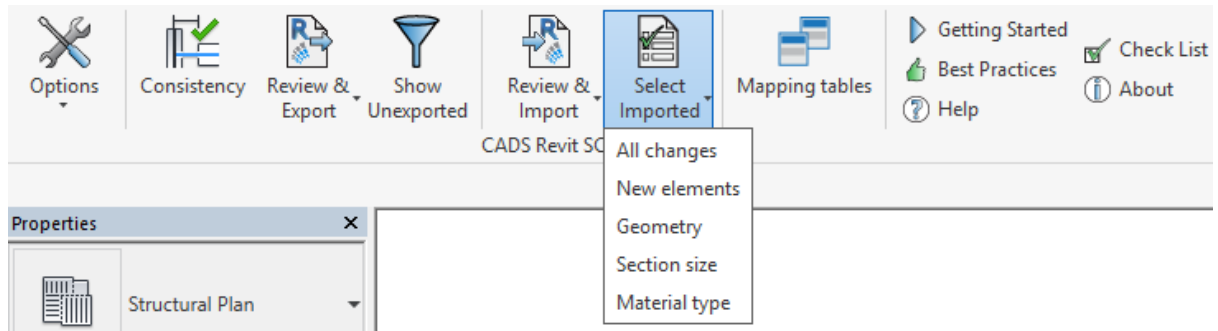 Options
Consistency
Review &
Export
Show
Unexported
Review &
Import
Select
Imported
Mapping tables
Getting Started
Best Practices
Help
Check List
About
CADS Revit SC
All changes
New elements
Geometry
Section size
Material type
Properties
Structural Plan